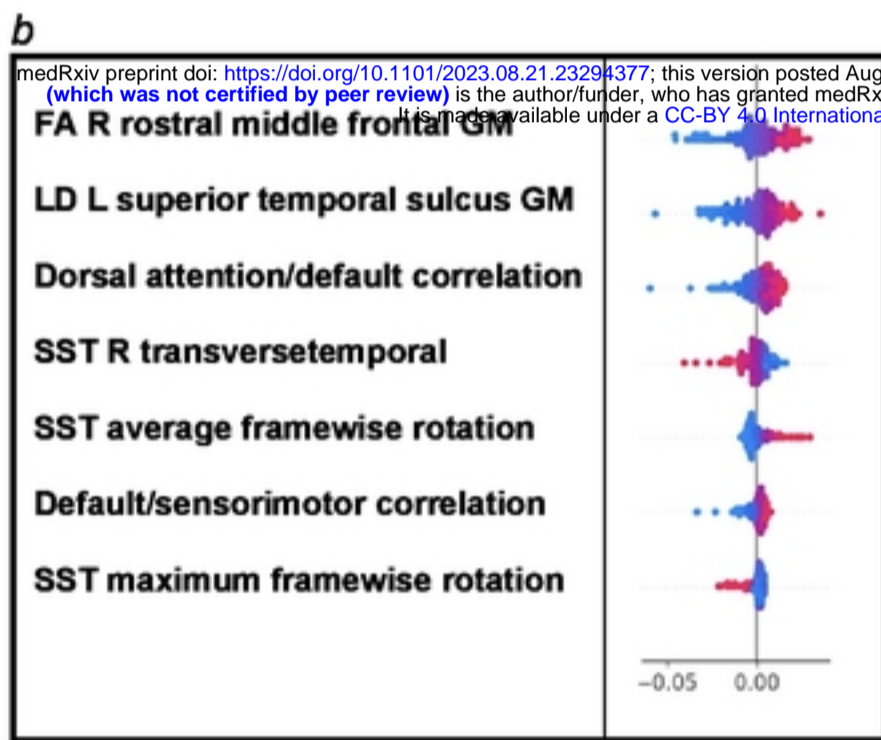 b
medRxiv preprint doi: https://doi.org/10.1101/2023.08.21.23294377; this version posted Aug
(which was not certified by peer review) is the author/funder, who has granted medRx
It is made available under a CC-BY 4.0 Internationa
FA R rostral middle frontal GM
LD L superior temporal sulcus GM
Dorsal attention/default correlation
SST R transversetemporal
SST average framewise rotation
Default/sensorimotor correlation
SST maximum framewise rotation
−0.05 0.00